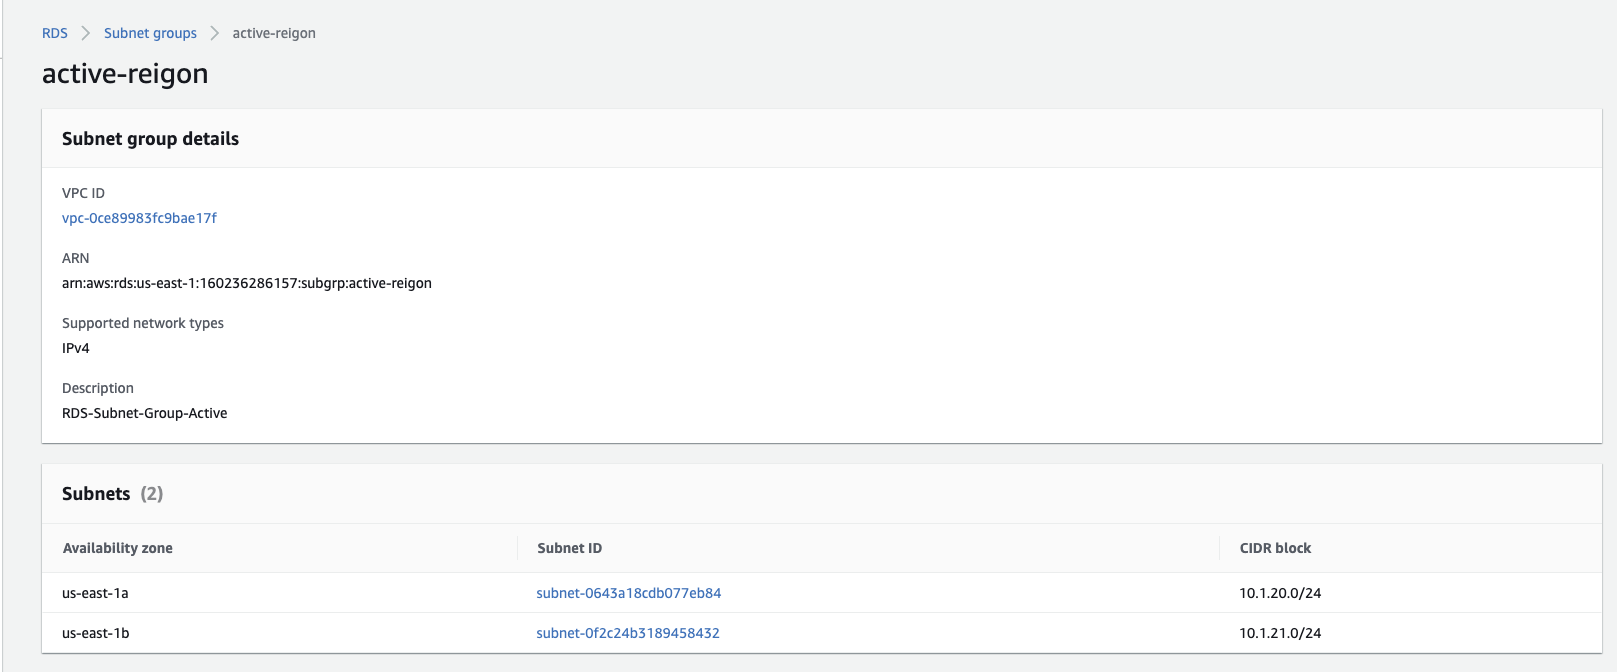 RDS > Subnet groups > active-reigon
active-reigon
Subnet group details
VPC ID
vpc-0ce89983fc9bae17f
ARN
arn:aws:rds:us-east-1:160236286157:subgrp:active-reigon
Supported network types
IPv4
Description
RDS-Subnet-Group-Active
Subnets (2)
Availability zone Subnet ID CIDR block
us-east-1a subnet-0643a18cdb077eb84 10.1.20.0/24
us-east-1b subnet-0f2c24b3189458432 10.1.21.0/24